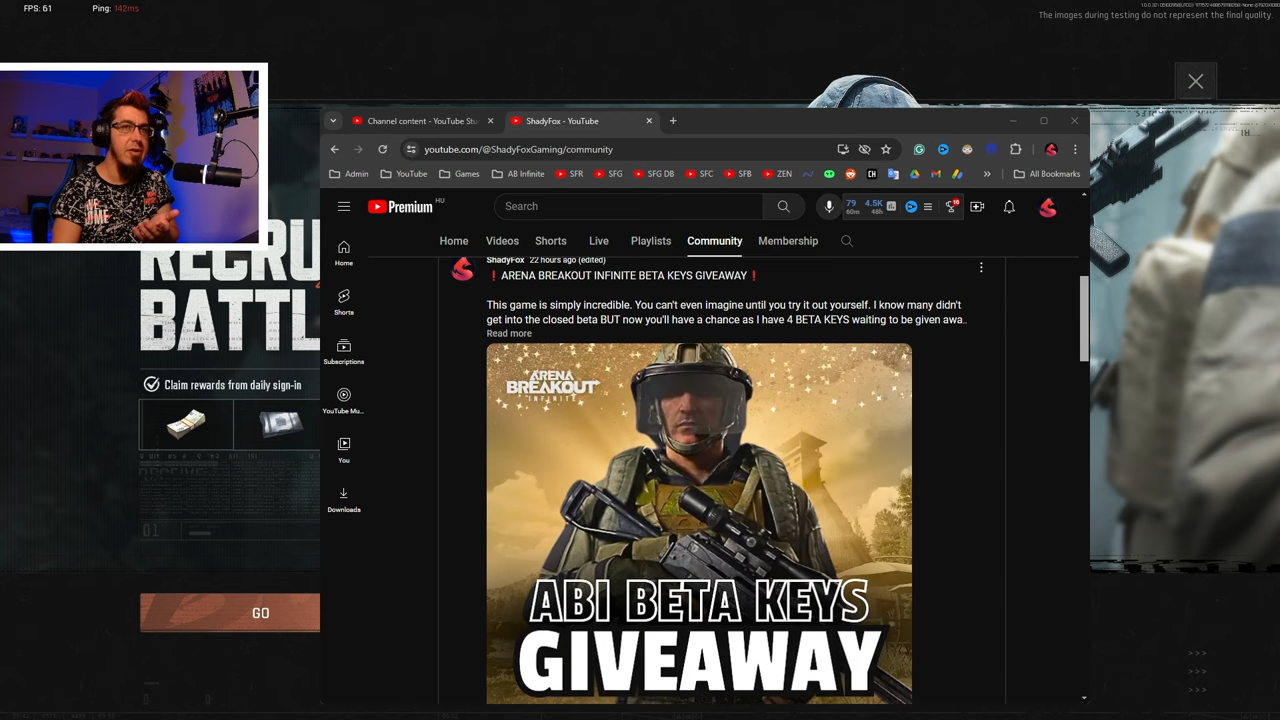 FPS: 61 Ping: 142ms
The images during testing do not represent the final quality.
Channel content - YouTube Stu
ShadyFox - YouTube
youtube.com/@ShadyFoxGaming/community
Admin YouTube Games AB Infinite SFR SFG SFG DB SFC SFB ZEN All Bookmarks
Premium HU
Search
79 60m 4.5K 48h
Home Videos Shorts Live Playlists Community Membership
Home
Shorts
Subscriptions
YouTube Mu...
You
Downloads
ShadyFox 22 hours ago (edited)
❗ ARENA BREAKOUT INFINITE BETA KEYS GIVEAWAY ❗
This game is simply incredible. You can't even imagine until you try it out yourself. I know many didn't
get into the closed beta BUT now you'll have a chance as I have 4 BETA KEYS waiting to be given awa..
Read more
ARENA
BREAKOUT
INFINITE
ABI BETA KEYS
GIVEAWAY
RECRU
BATTL
Claim rewards from daily sign-in
01
GO
>>>
>>>
>>>